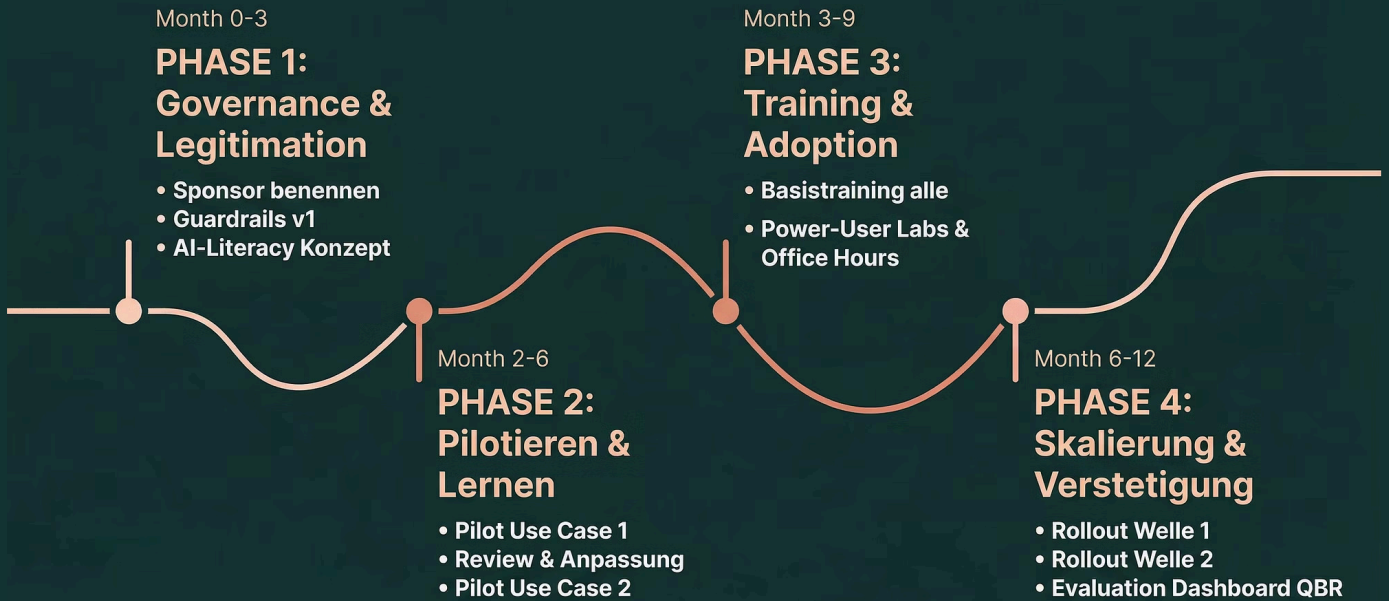 Month 0-3
PHASE 1:
Governance &
Legitimation
• Sponsor benennen
• Guardrails v1
• AI-Literacy Konzept
Month 2-6
PHASE 2:
Pilotieren &
Lernen
• Pilot Use Case 1
• Review & Anpassung
• Pilot Use Case 2
Month 3-9
PHASE 3:
Training &
Adoption
• Basistraining alle
• Power-User Labs &
Office Hours
Month 6-12
PHASE 4:
Skalierung &
Verstetigung
• Rollout Welle 1
• Rollout Welle 2
• Evaluation Dashboard QBR